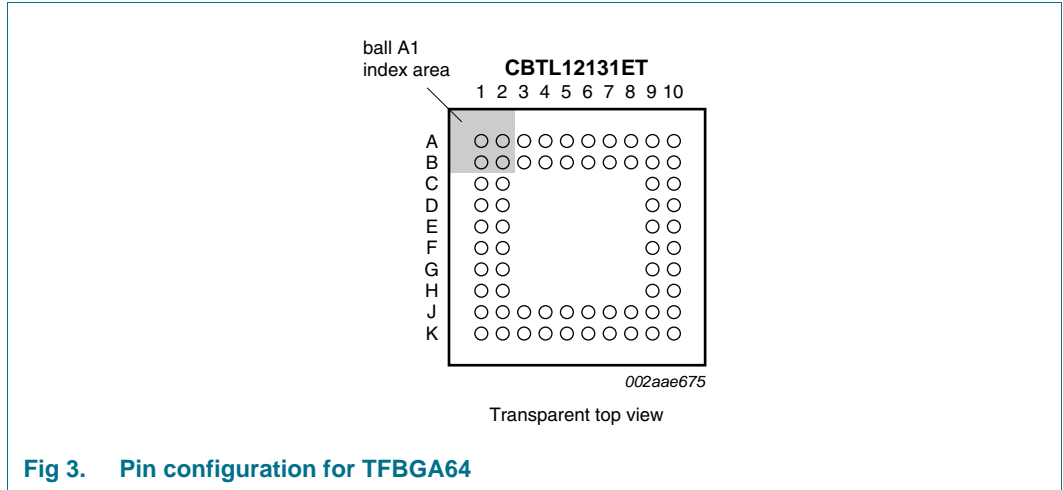 ball A1
index area
CBTL12131ET
1 2 3 4 5 6 7 8 9 10
A
B
C
D
E
F
G
H
J
K
002aae675
Transparent top view
Fig 3. Pin configuration for TFBGA64